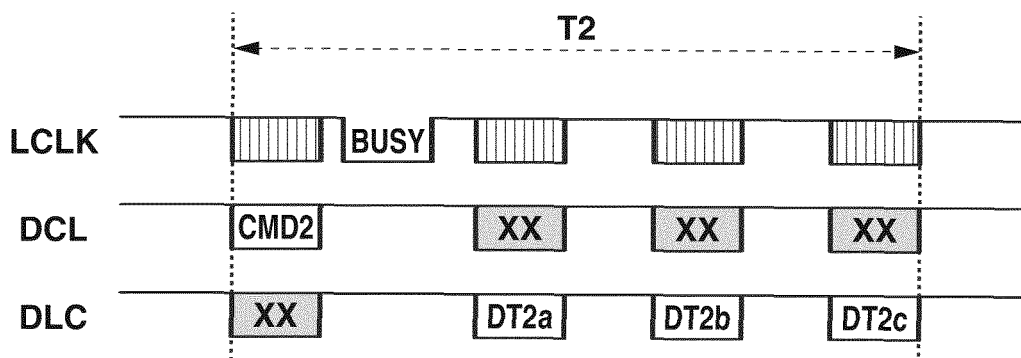 T2
LCLK BUSY
DCL CMD2 XX XX XX
DLC XX DT2a DT2b DT2c